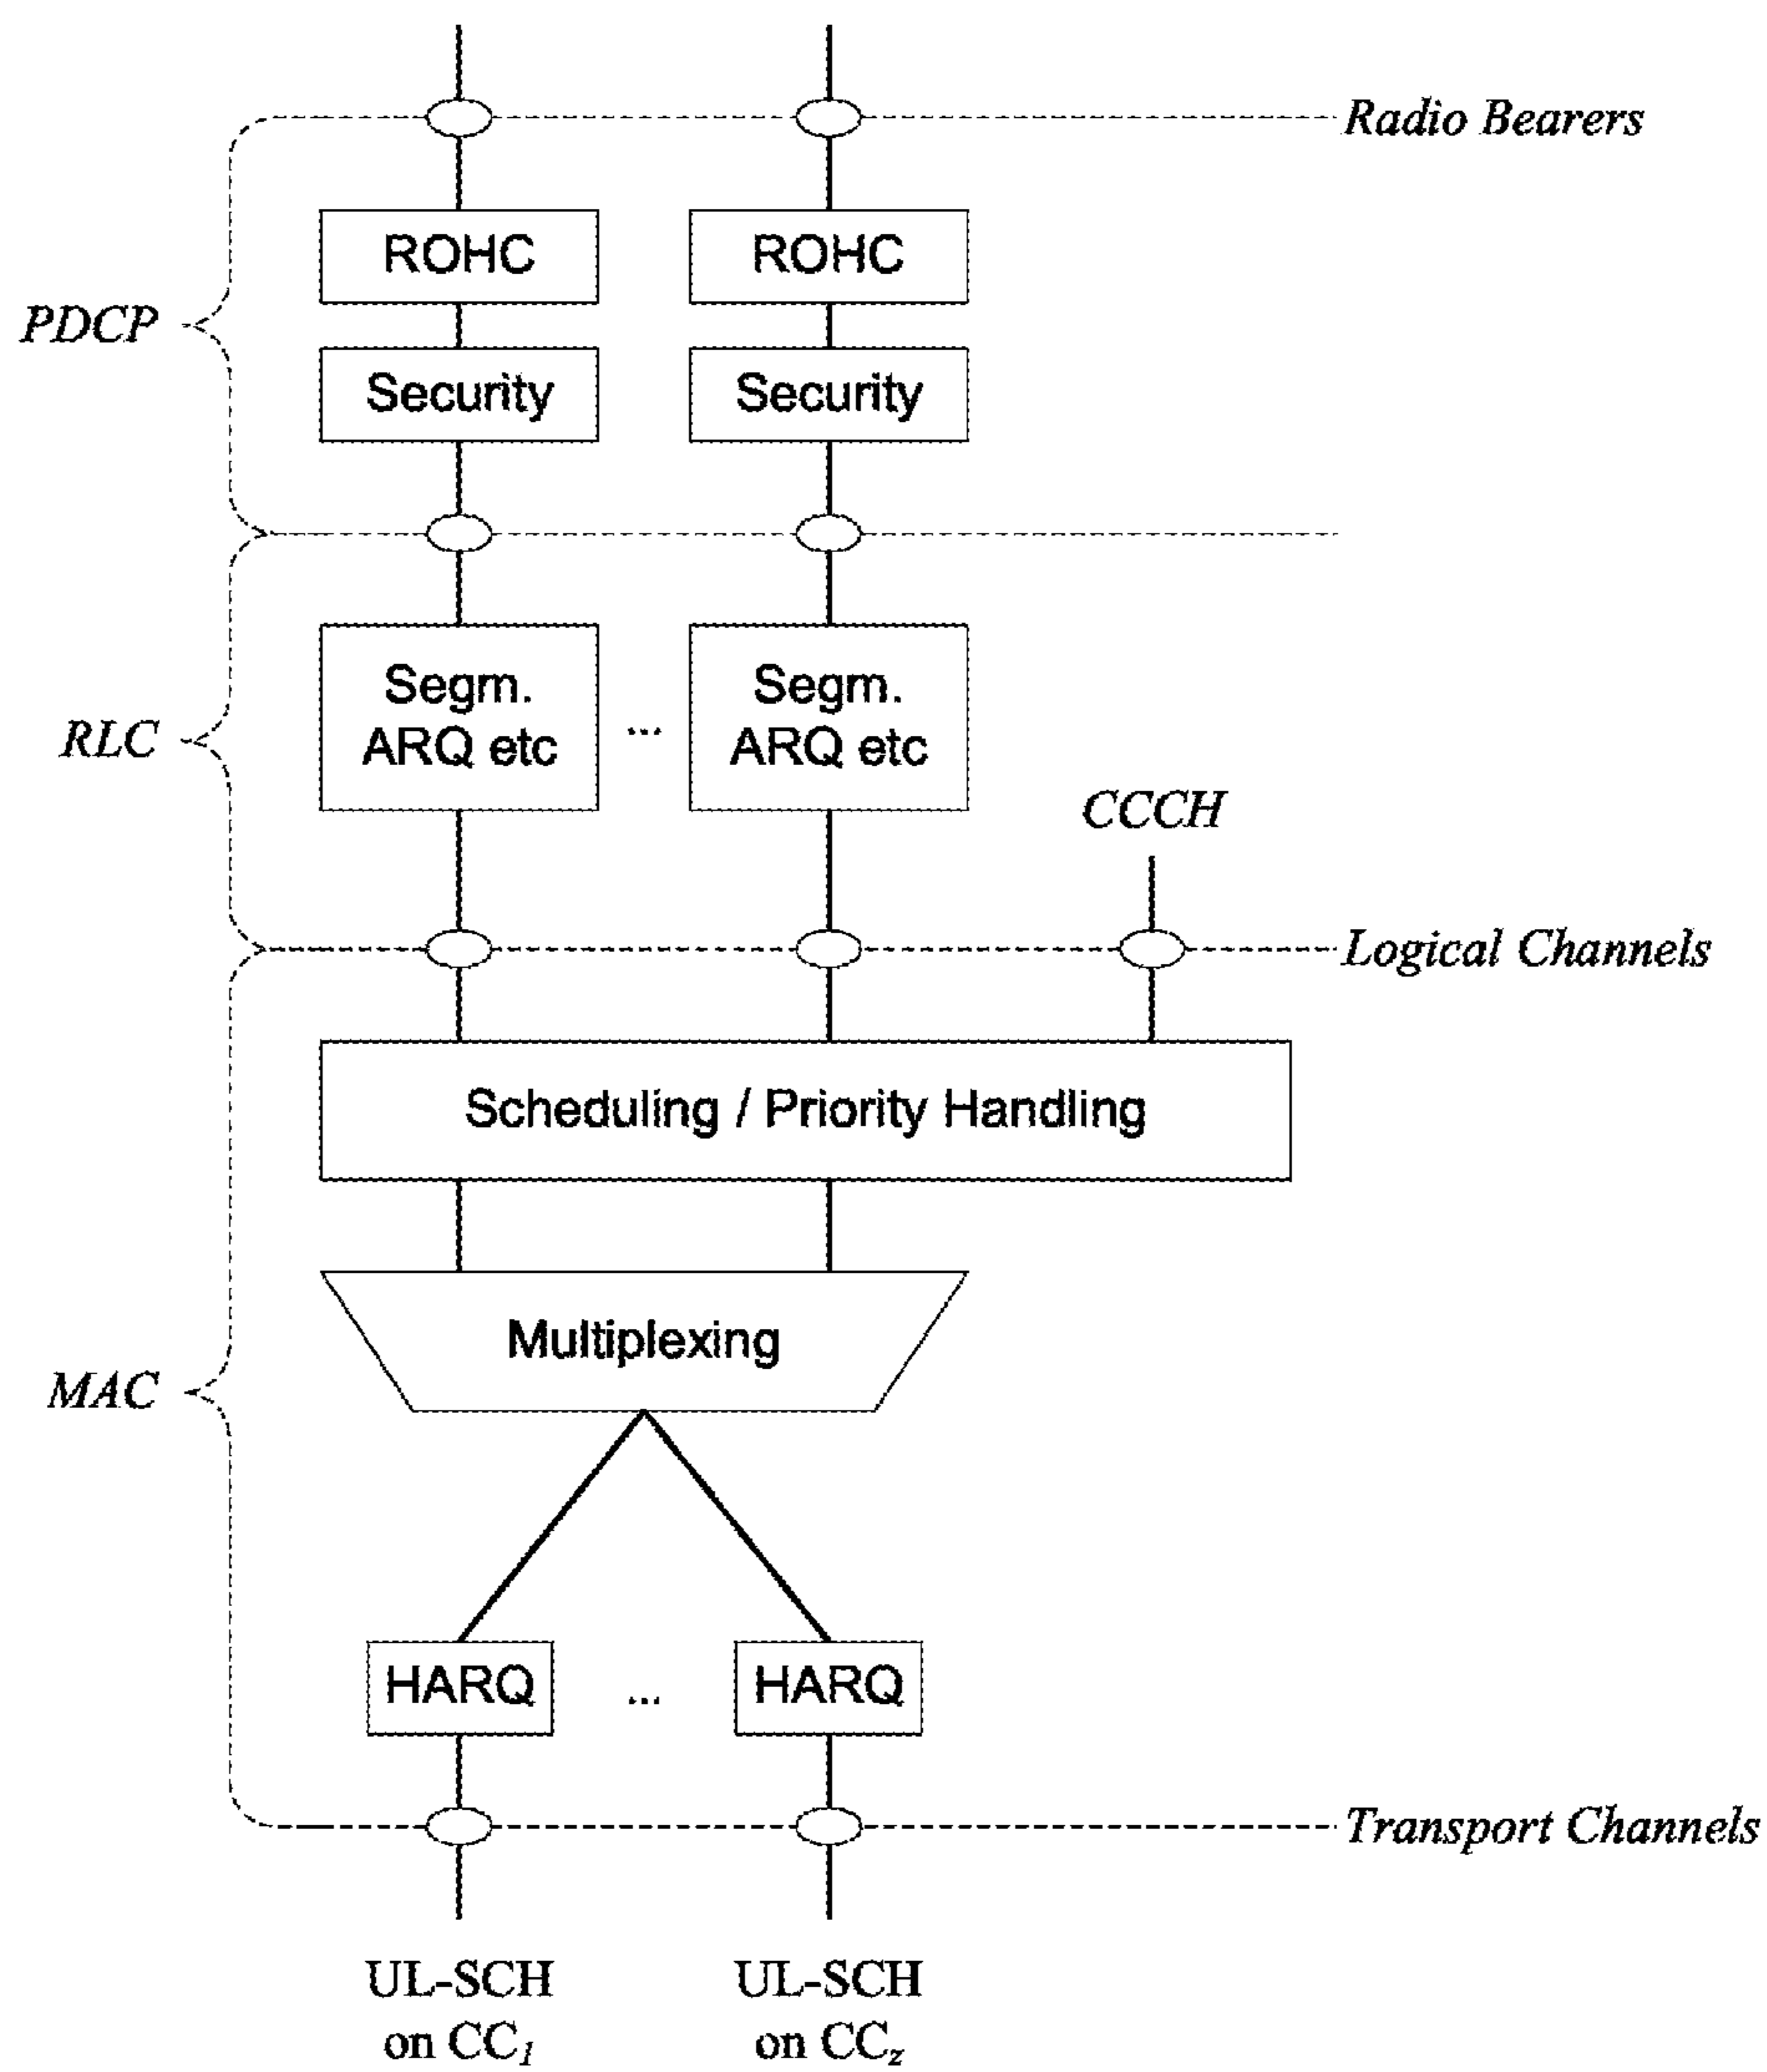 Radio Bearers
ROHC ROHC
PDCP
Security Security
Segm. Segm.
ARQ etc ... ARQ etc
RLC
CCCH
Logical Channels
Scheduling / Priority Handling
Multiplexing
MAC
HARQ ... HARQ
Transport Channels
UL-SCH UL-SCH
on CC1 on CCz